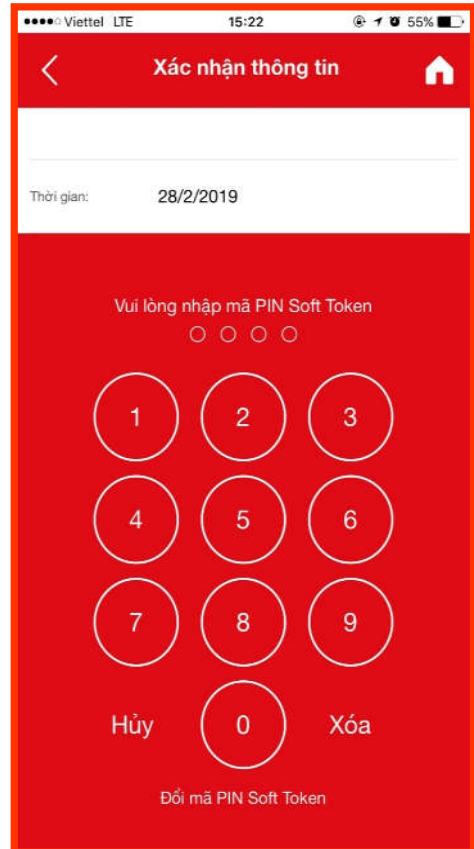 Viettel LTE 15:22 55%
Xác nhận thông tin
Thời gian: 28/2/2019
Vui lòng nhập mã PIN Soft Token
1 2 3
4 5 6
7 8 9
Hủy 0 Xóa
Đổi mã PIN Soft Token